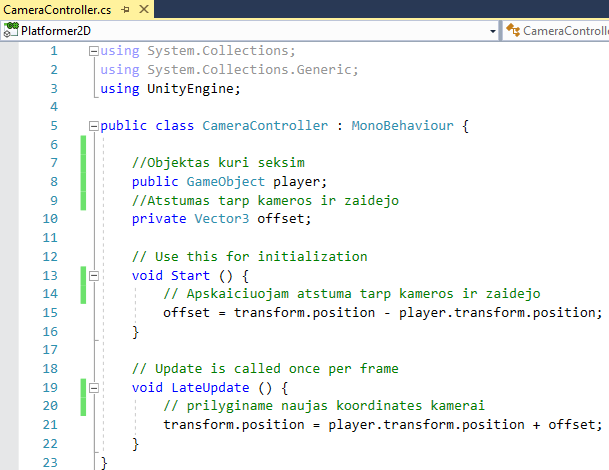 CameraController.cs
Platformer2D
CameraControlle
1 using System.Collections;
2 using System.Collections.Generic;
3 using UnityEngine;
4
5 public class CameraController : MonoBehaviour {
6
7 //Objektas kuri seksim
8 public GameObject player;
9 //Atstumas tarp kameros ir zaidejo
10 private Vector3 offset;
11
12 // Use this for initialization
13 void Start () {
14 // Apskaiciuojam atstuma tarp kameros ir zaidejo
15 offset = transform.position - player.transform.position;
16 }
17
18 // Update is called once per frame
19 void LateUpdate () {
20 // prilyginame naujas koordinates kamerai
21 transform.position = player.transform.position + offset;
22 }
23 }